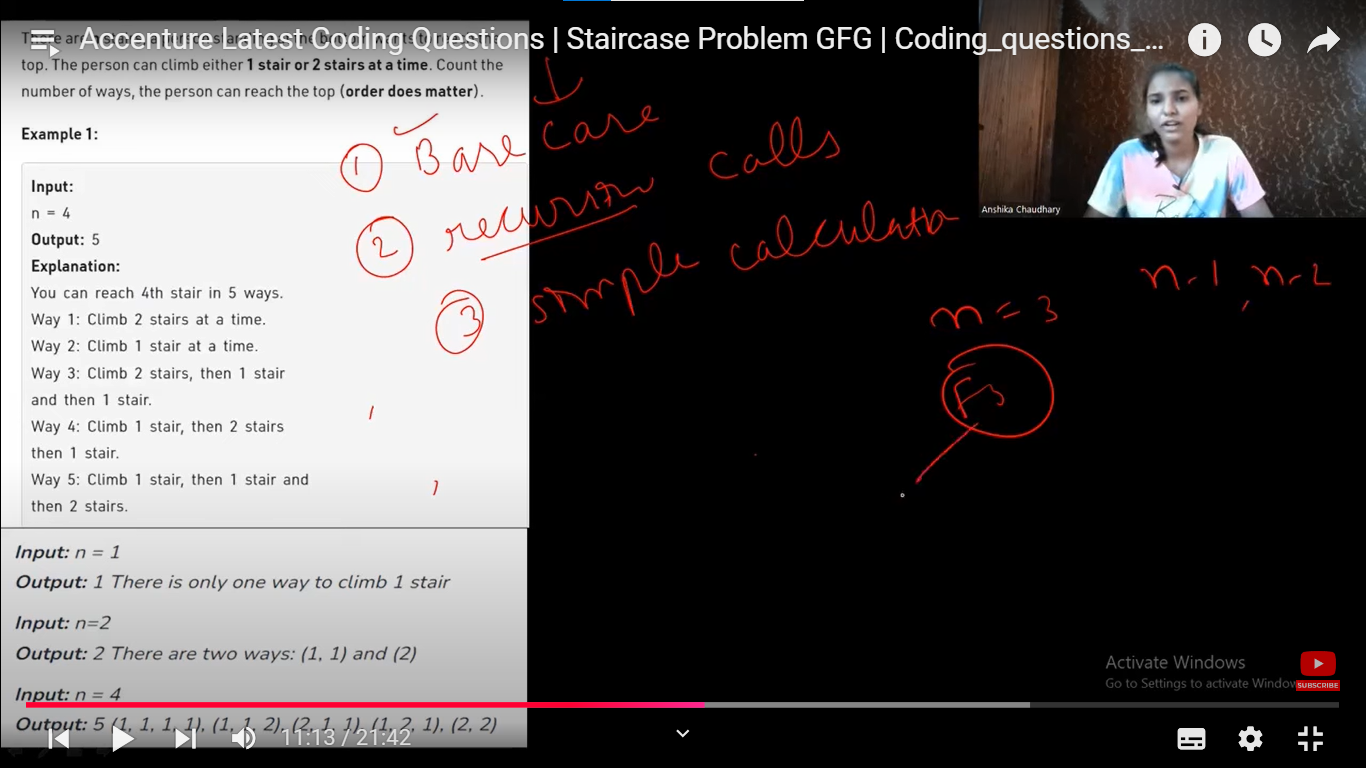 Accenture Latest Coding Questions | Staircase Problem GFG | Coding_questions_...
top. The person can climb either 1 stair or 2 stairs at a time. Count the
number of ways, the person can reach the top (order does matter).
Example 1:
Input:
n = 4
Output: 5
Explanation:
You can reach 4th stair in 5 ways.
Way 1: Climb 2 stairs at a time.
Way 2: Climb 1 stair at a time.
Way 3: Climb 2 stairs, then 1 stair
and then 1 stair.
Way 4: Climb 1 stair, then 2 stairs
then 1 stair.
Way 5: Climb 1 stair, then 1 stair and
then 2 stairs.
Input: n = 1
Output: 1 There is only one way to climb 1 stair
Input: n=2
Output: 2 There are two ways: (1, 1) and (2)
Input: n = 4
Output: 5 (1, 1, 1, 1), (1, 1, 2), (2, 1, 1), (1, 2, 1), (2, 2)
1 Base Case
2 recursion calls
3 simple calculation
Anshika Chaudhary
n-1, n-2
n = 3
F3
Activate Windows
Go to Settings to activate Window
SUBSCRIBE
11:13 / 21:42